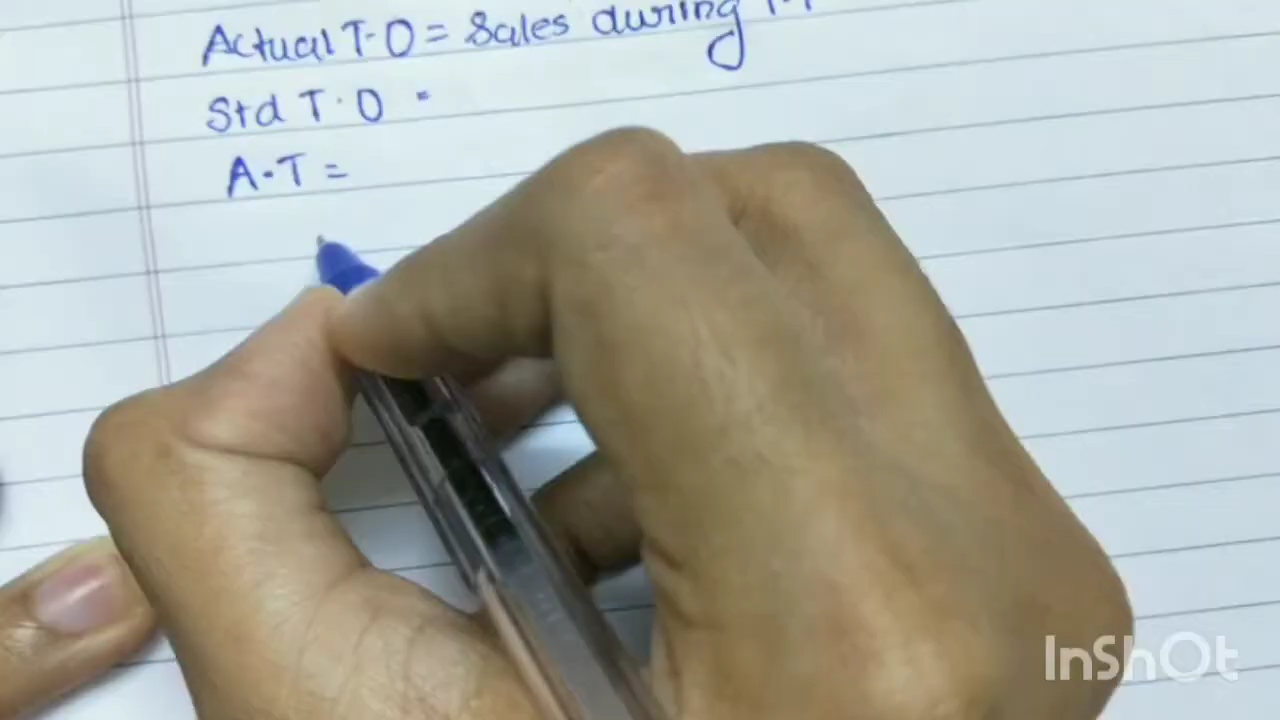 Actual T-O = Sales during
Std T.O =
A.T =
InShOt